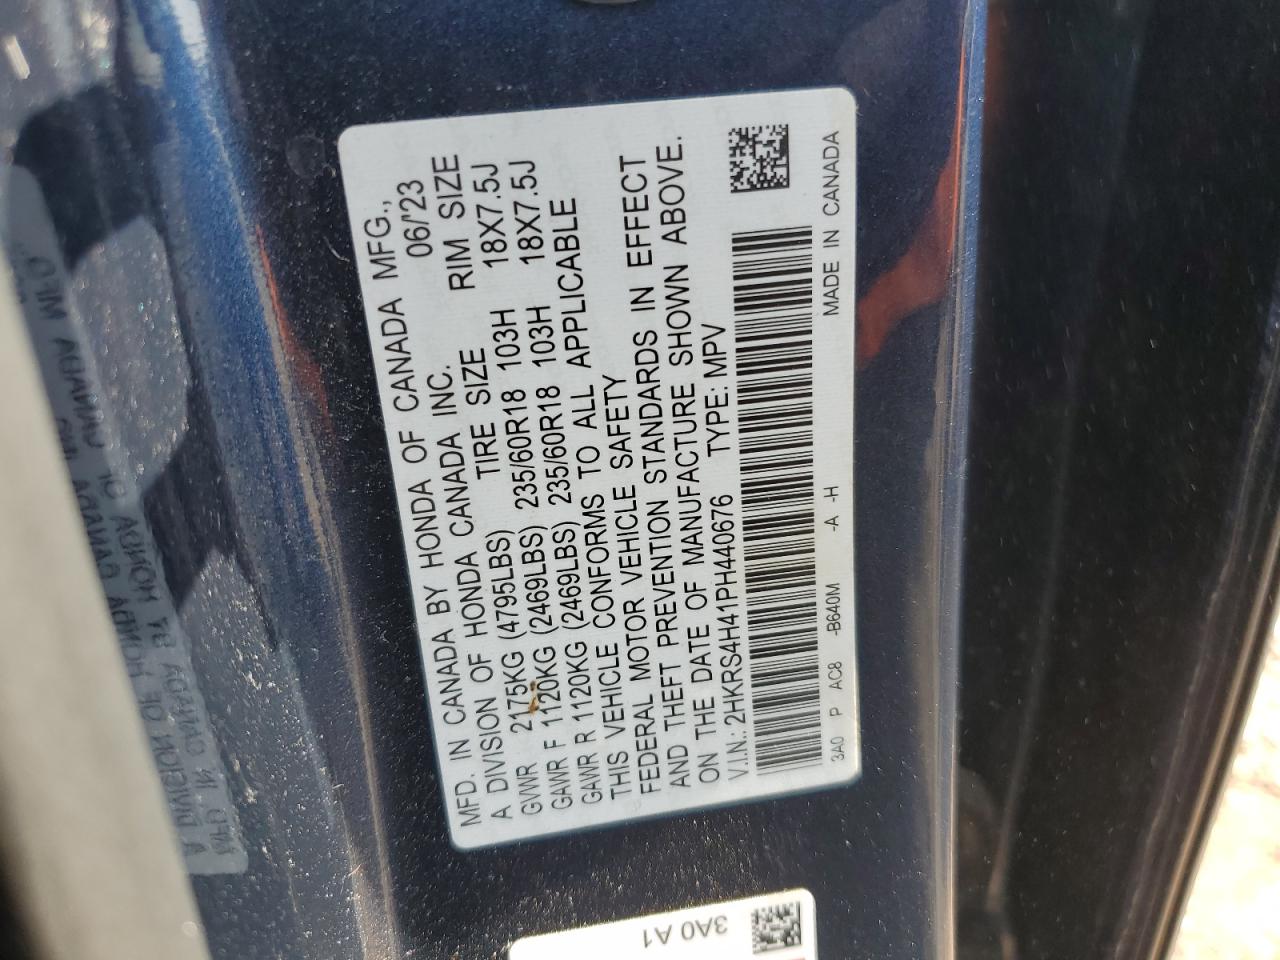 MFD. IN CANADA BY HONDA OF CANADA MFG.,
A DIVISION OF HONDA CANADA INC. 06/'23
GVWR 2175KG (4795LBS) TIRE SIZE RIM SIZE
GAWR F 1120KG (2469LBS) 235/60R18 103H 18X7.5J
GAWR R 1120KG (2469LBS) 235/60R18 103H 18X7.5J
THIS VEHICLE CONFORMS TO ALL APPLICABLE
FEDERAL MOTOR VEHICLE SAFETY
AND THEFT PREVENTION STANDARDS IN EFFECT
ON THE DATE OF MANUFACTURE SHOWN ABOVE.
V.I.N.: 2HKRS4H41PH440676 TYPE: MPV
3A0 P AC8 -B640M -A -H MADE IN CANADA
3A0 A1